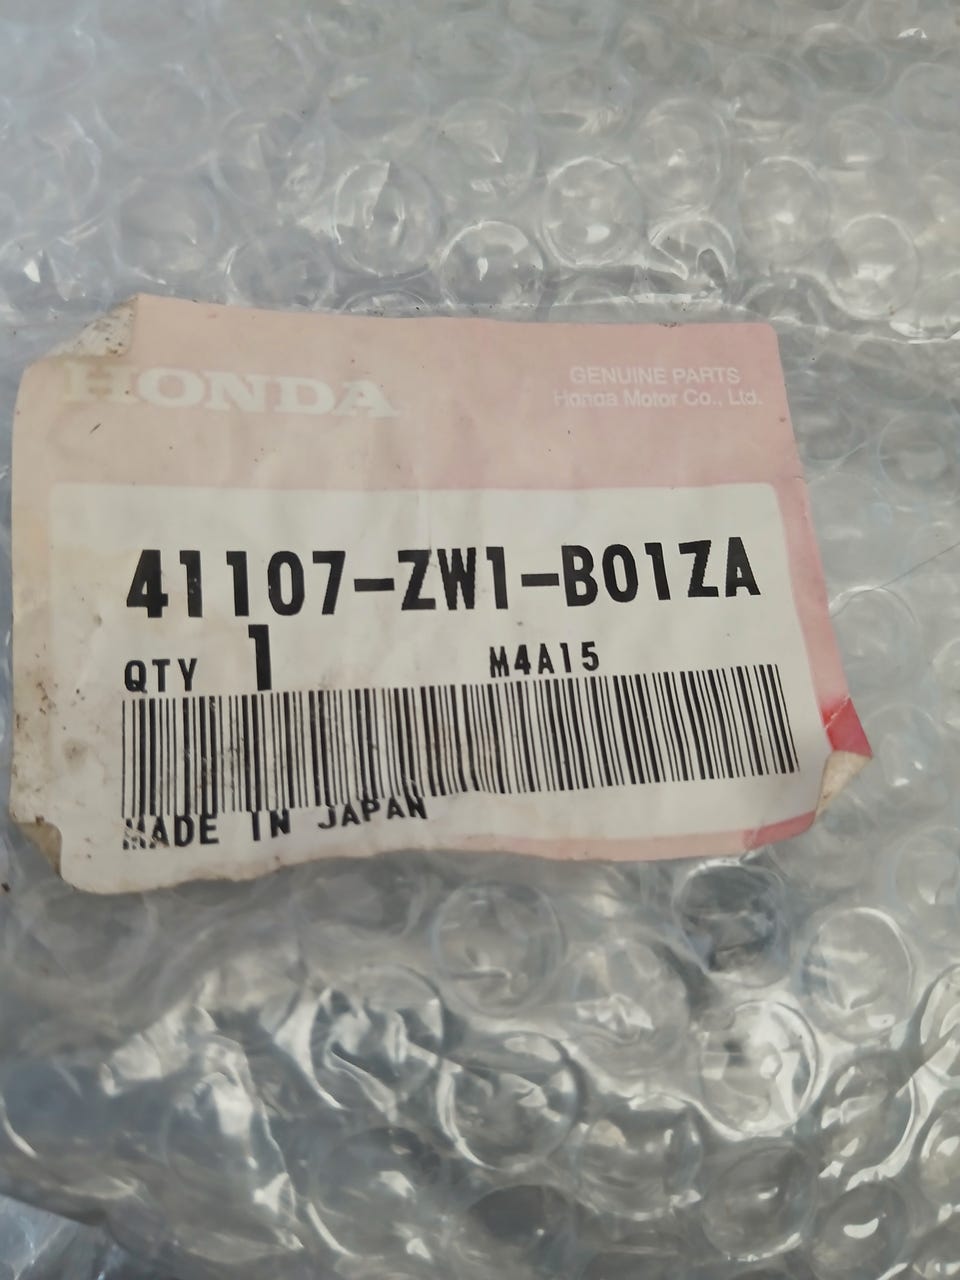 HONDA
GENUINE PARTS
Honda Motor Co., Ltd.
41107-ZW1-B01ZA
QTY 1 M4A15
MADE IN JAPAN